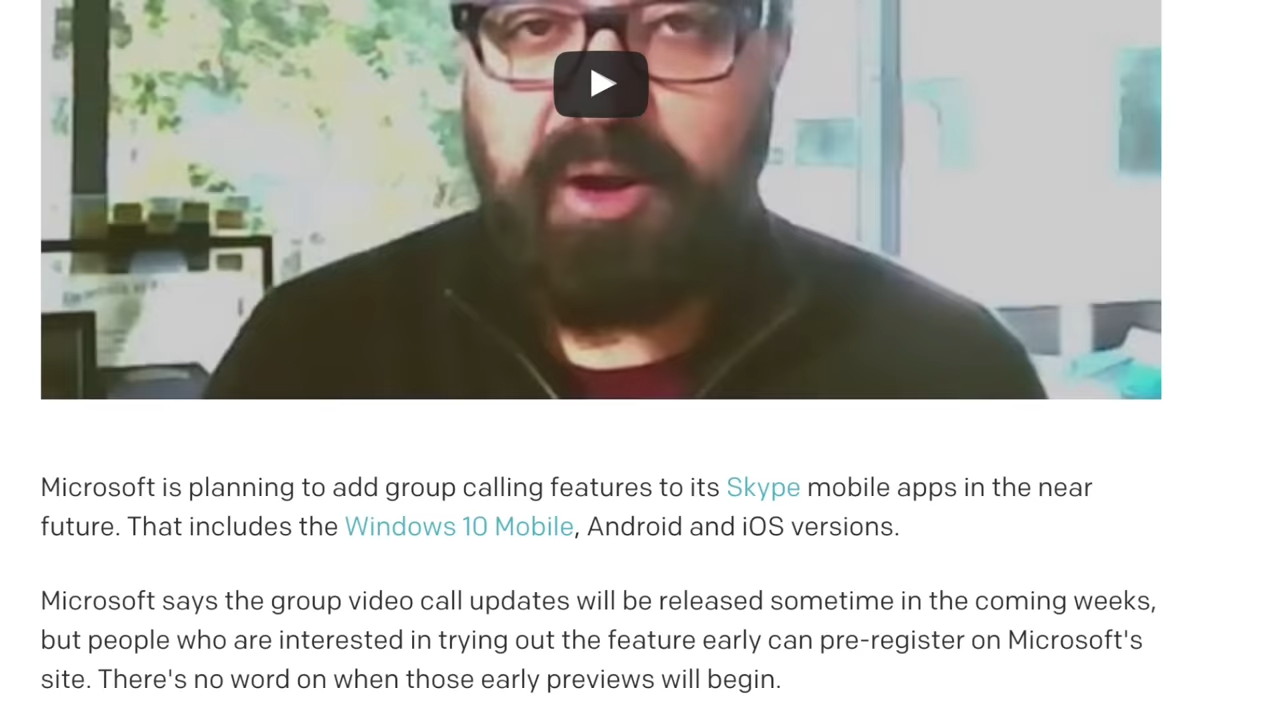 Microsoft is planning to add group calling features to its Skype mobile apps in the near
future. That includes the Windows 10 Mobile, Android and iOS versions.
Microsoft says the group video call updates will be released sometime in the coming weeks,
but people who are interested in trying out the feature early can pre-register on Microsoft's
site. There's no word on when those early previews will begin.